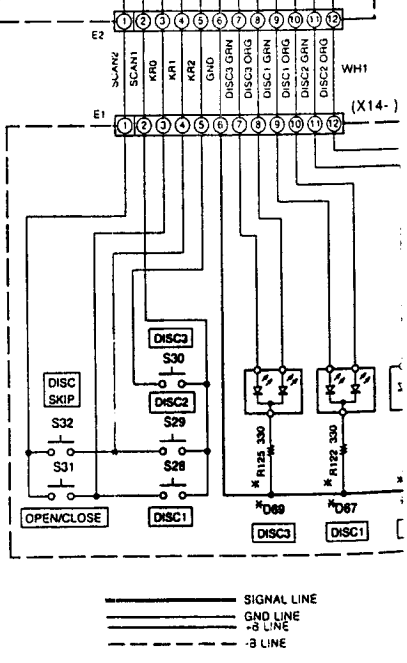 1 2 3 4 5 6 7 8 9 10 11 12
E2
SCAN2
SCAN1
KR0
KR1
KR2
GND
DISC3 GRN
DISC3 ORG
DISC1 GRN
DISC1 ORG
DISC2 GRN
DISC2 ORG
WH1
(X14- )
E1
1 2 3 4 5 6 7 8 9 10 11 12
DISC3
S30
DISC SKIP
DISC2
S32
S29
S31
S28
OPEN/CLOSE
DISC1
R125 330
R122 330
*D69
*D67
DISC3
DISC1
SIGNAL LINE
GND LINE
+B LINE
-B LINE